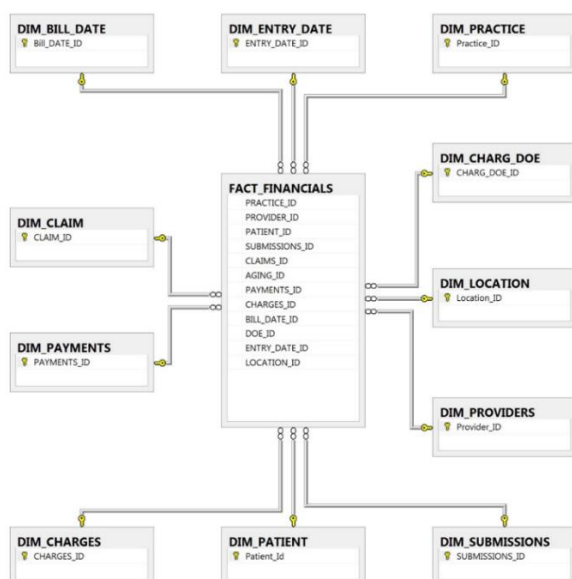 DIM_BILL_DATE
Bill_DATE_ID
DIM_ENTRY_DATE
ENTRY_DATE_ID
DIM_PRACTICE
Practice_ID
DIM_CHARG_DOE
CHARG_DOE_ID
FACT_FINANCIALS
PRACTICE_ID
PROVIDER_ID
PATIENT_ID
SUBMISSIONS_ID
CLAIMS_ID
AGING_ID
PAYMENTS_ID
CHARGES_ID
BILL_DATE_ID
DOE_ID
ENTRY_DATE_ID
LOCATION_ID
DIM_CLAIM
CLAIM_ID
DIM_LOCATION
Location_ID
DIM_PAYMENTS
PAYMENTS_ID
DIM_PROVIDERS
Provider_ID
DIM_CHARGES
CHARGES_ID
DIM_PATIENT
Patient_Id
DIM_SUBMISSIONS
SUBMISSIONS_ID